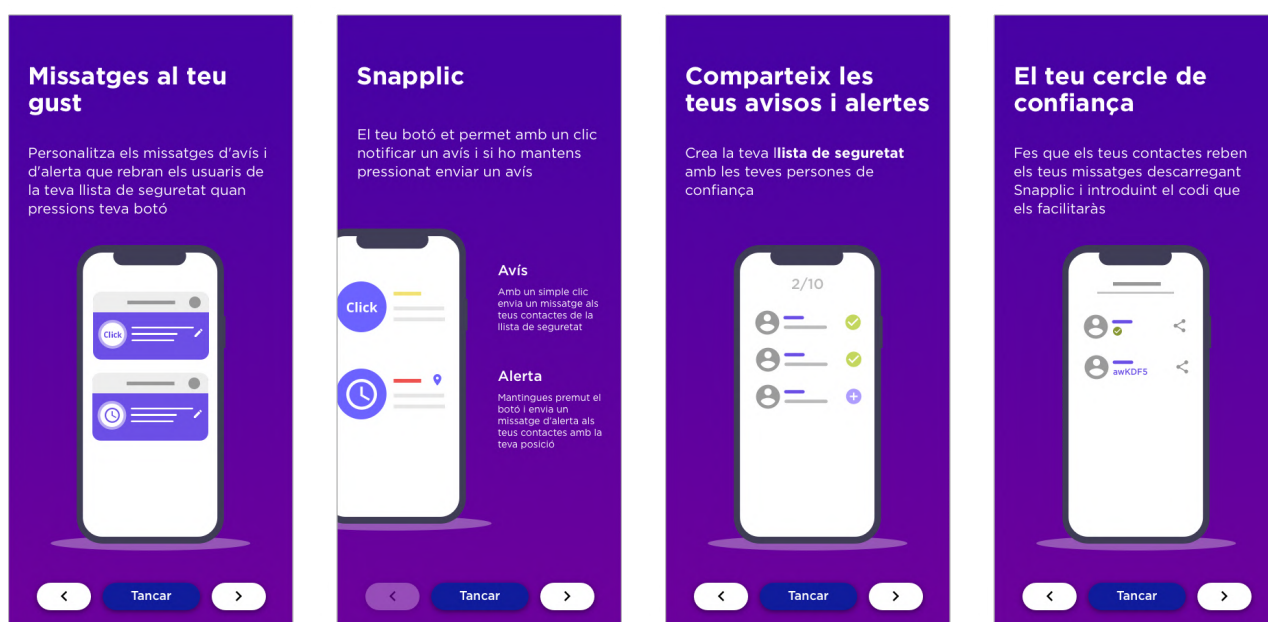 Missatges al teu
gust
Personalitza els missatges d'avís i
d'alerta que rebran els usuaris de
la teva llista de seguretat quan
pressions teva botó
Click
Tancar
Snapplic
El teu botó et permet amb un clic
notificar un avís i si ho mantens
pressionat enviar un avís
Click
Avís
Amb un simple clic
envia un missatge als
teus contactes de la
llista de seguretat
Alerta
Mantingues premut el
botó i envia un
missatge d'alerta als
teus contactes amb la
teva posició
Tancar
Comparteix les
teus avisos i alertes
Crea la teva llista de seguretat
amb les teves persones de
confiança
2/10
Tancar
El teu cercle de
confiança
Fes que els teus contactes reben
els teus missatges descarregant
Snapplic i introduint el codi que
els facilitaràs
awKDF5
Tancar